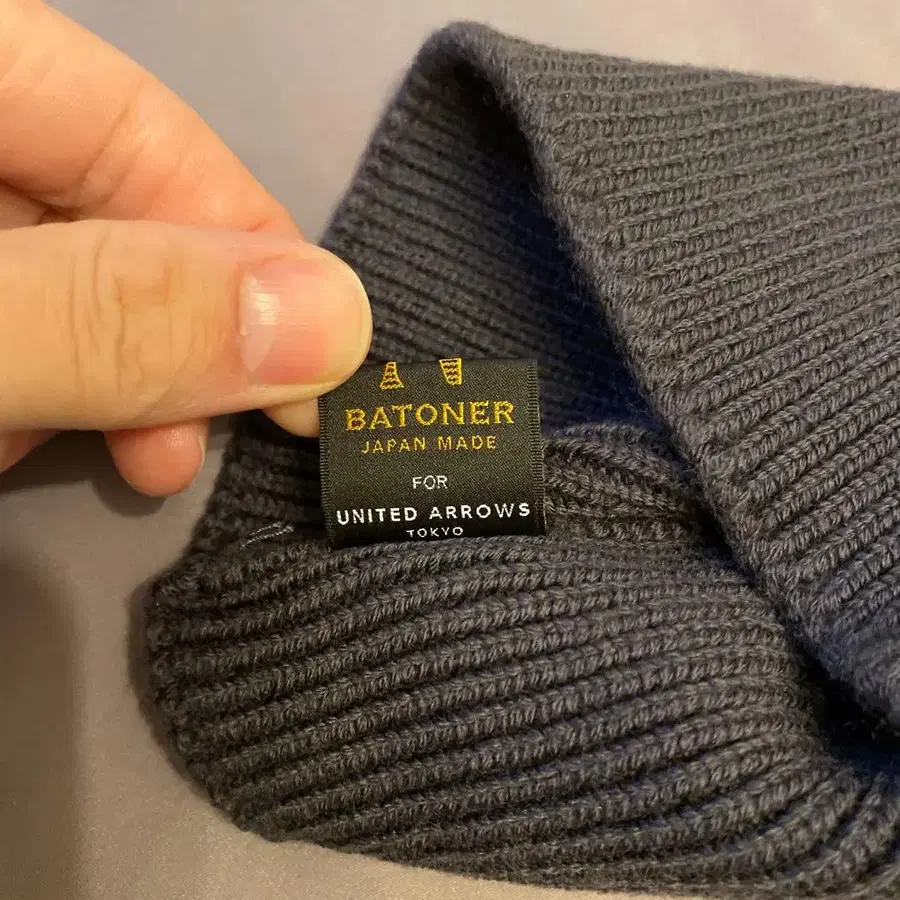 BATONER
JAPAN MADE
FOR
UNITED ARROWS
TOKYO